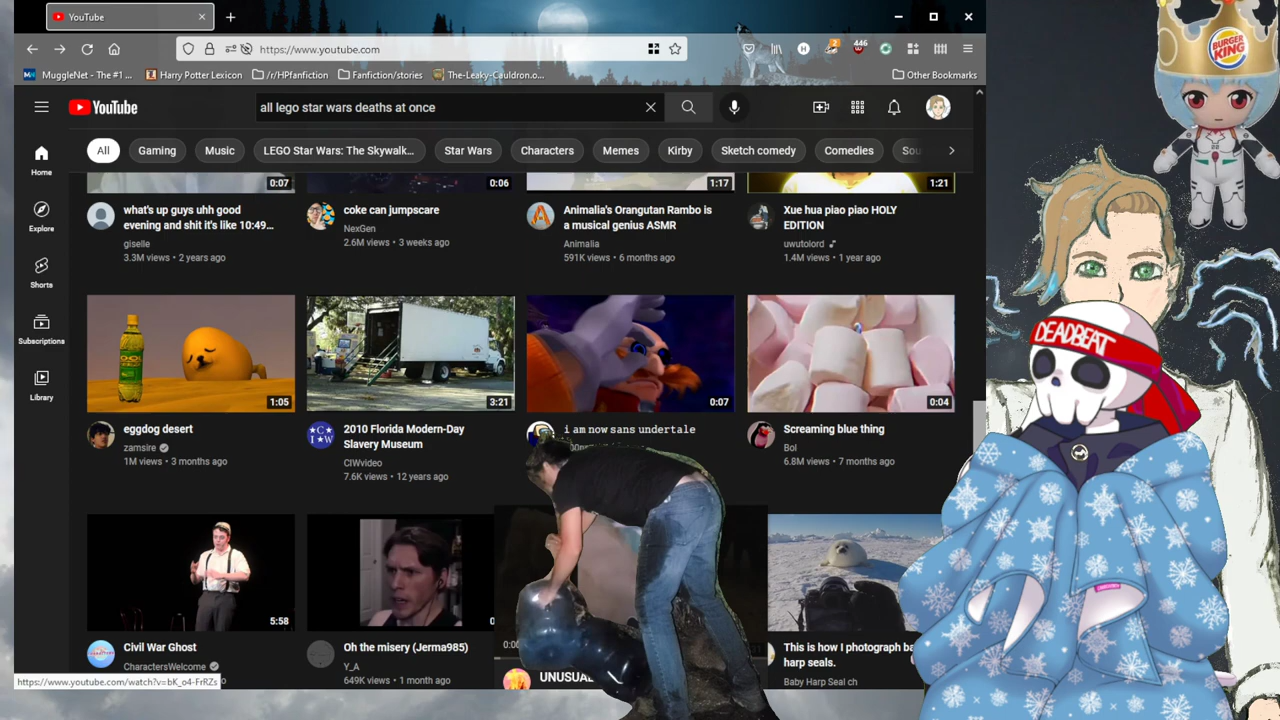 YouTube
https://www.youtube.com
2
446
MuggleNet - The #1 ...
Harry Potter Lexicon
/r/HPfanfiction
Fanfiction/stories
The-Leaky-Cauldron.o...
Other Bookmarks
YouTube
all lego star wars deaths at once
All
Gaming
Music
LEGO Star Wars: The Skywalk...
Star Wars
Characters
Memes
Kirby
Sketch comedy
Comedies
Sou
Home
Explore
Shorts
Subscriptions
Library
0:07
0:06
1:17
1:21
what's up guys uhh good
evening and shit it's like 10:49...
giselle
3.3M views • 2 years ago
coke can jumpscare
NexGen
2.6M views • 3 weeks ago
Animalia's Orangutan Rambo is
a musical genius ASMR
Animalia
591K views • 6 months ago
Xue hua piao piao HOLY
EDITION
uwutolord
1.4M views • 1 year ago
1:05
3:21
0:07
0:04
eggdog desert
zamsire
1M views • 3 months ago
2010 Florida Modern-Day
Slavery Museum
CIWvideo
7.6K views • 12 years ago
i am now sans undertale
Screaming blue thing
Bol
6.8M views • 7 months ago
5:58
Civil War Ghost
CharactersWelcome
Oh the misery (Jerma985)
Y_A
649K views • 1 month ago
0:00
UNUSUAL
This is how I photograph ba
harp seals.
Baby Harp Seal ch
https://www.youtube.com/watch?v=bK_o4-FrRZs
BURGER
KING
DEADBEAT